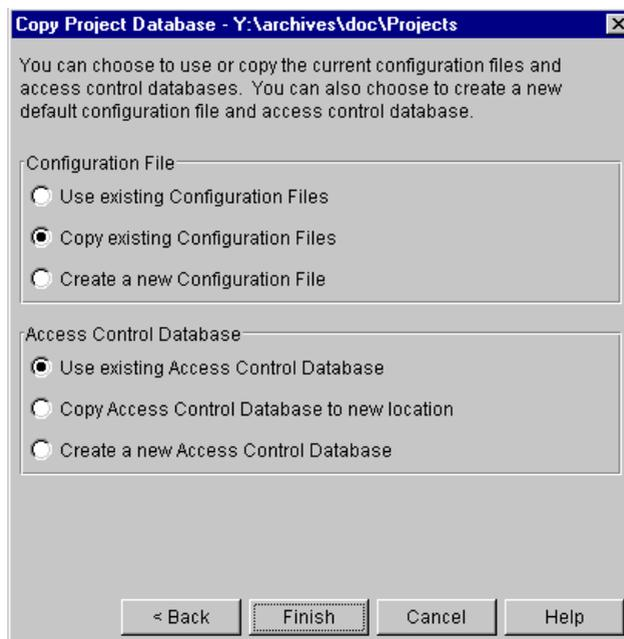 Copy Project Database - Y:\archives\doc\Projects
You can choose to use or copy the current configuration files and
access control databases. You can also choose to create a new
default configuration file and access control database.
Configuration File
Use existing Configuration Files
Copy existing Configuration Files
Create a new Configuration File
Access Control Database
Use existing Access Control Database
Copy Access Control Database to new location
Create a new Access Control Database
< Back Finish Cancel Help